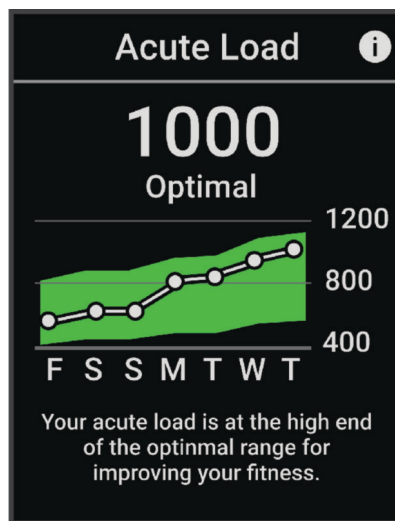 Acute Load i
1000
Optimal
1200
800
400
F S S M T W T
Your acute load is at the high end
of the optinmal range for
improving your fitness.